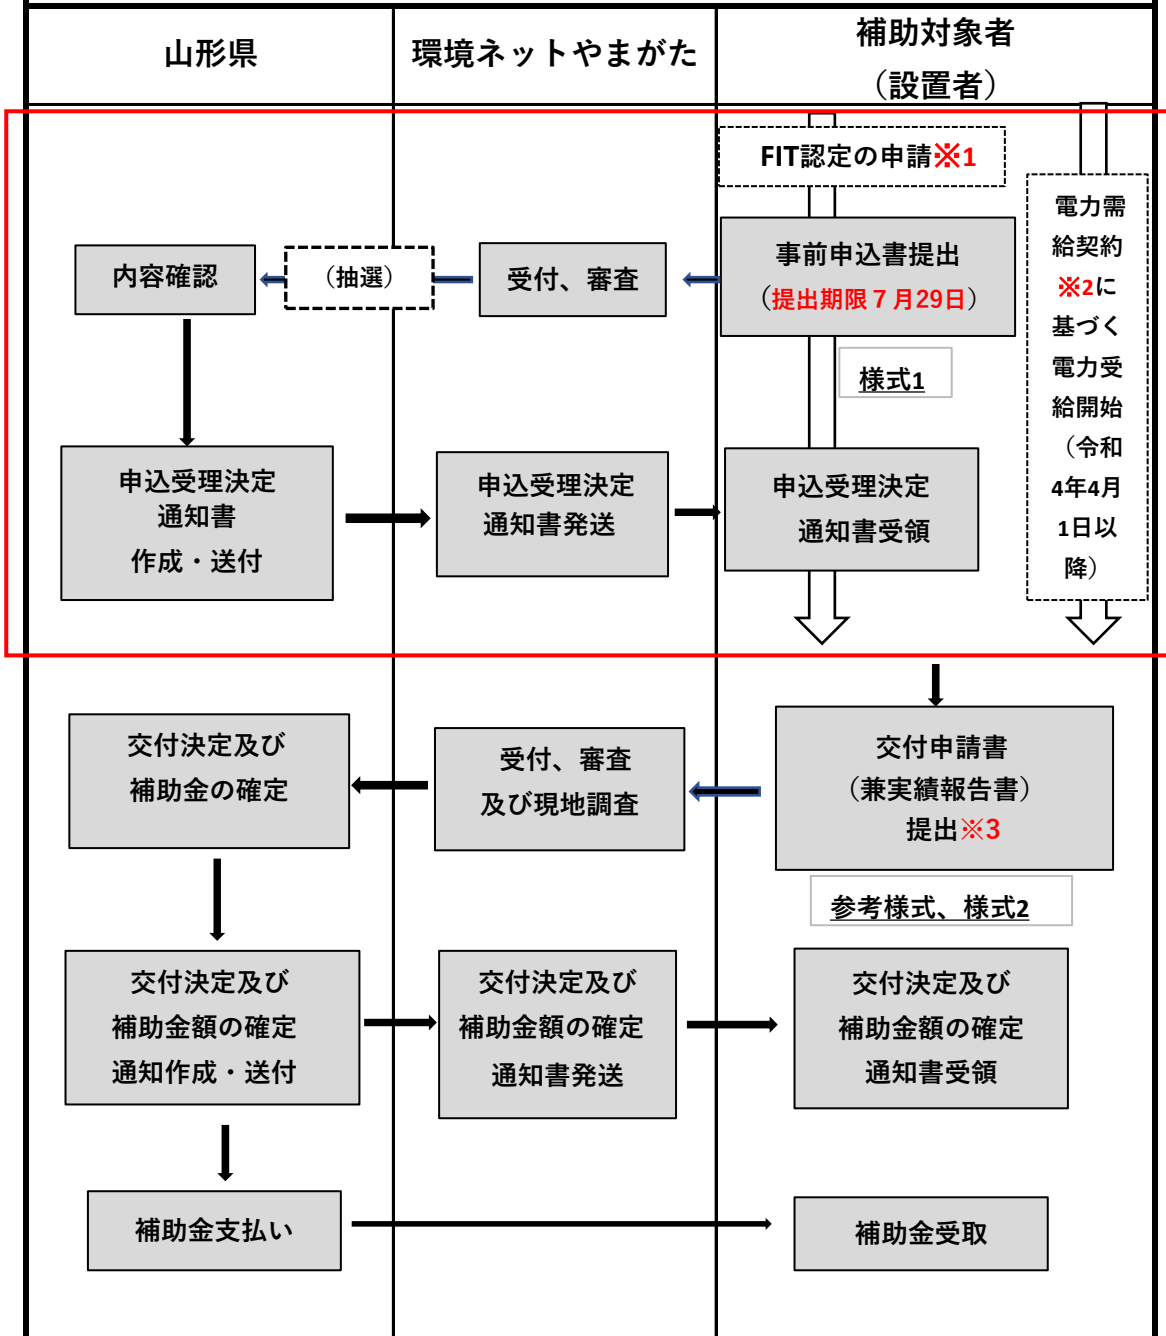 山形県
環境ネットやまがた
補助対象者
（設置者）
FIT認定の申請※1
電力需
給契約
※2に
基づく
電力受
給開始
（令和
4年4月
1日以
降）
事前申込書提出
（提出期限７月29日）
受付、審査
（抽選）
内容確認
様式1
申込受理決定
通知書
作成・送付
申込受理決定
通知書発送
申込受理決定
通知書受領
交付申請書
（兼実績報告書）
提出※3
受付、審査
及び現地調査
交付決定及び
補助金の確定
参考様式、様式2
交付決定及び
補助金額の確定
通知作成・送付
交付決定及び
補助金額の確定
通知書発送
交付決定及び
補助金額の確定
通知書受領
補助金支払い
補助金受取